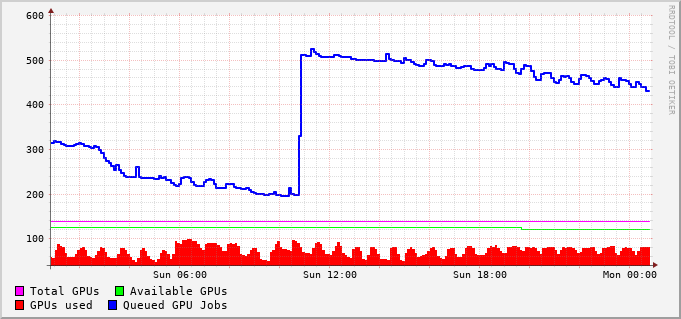 600
500
400
300
200
100
Sun 06:00 Sun 12:00 Sun 18:00 Mon 00:00
Total GPUs Available GPUs
GPUs used Queued GPU Jobs
RRDTOOL / TOBI OETIKER